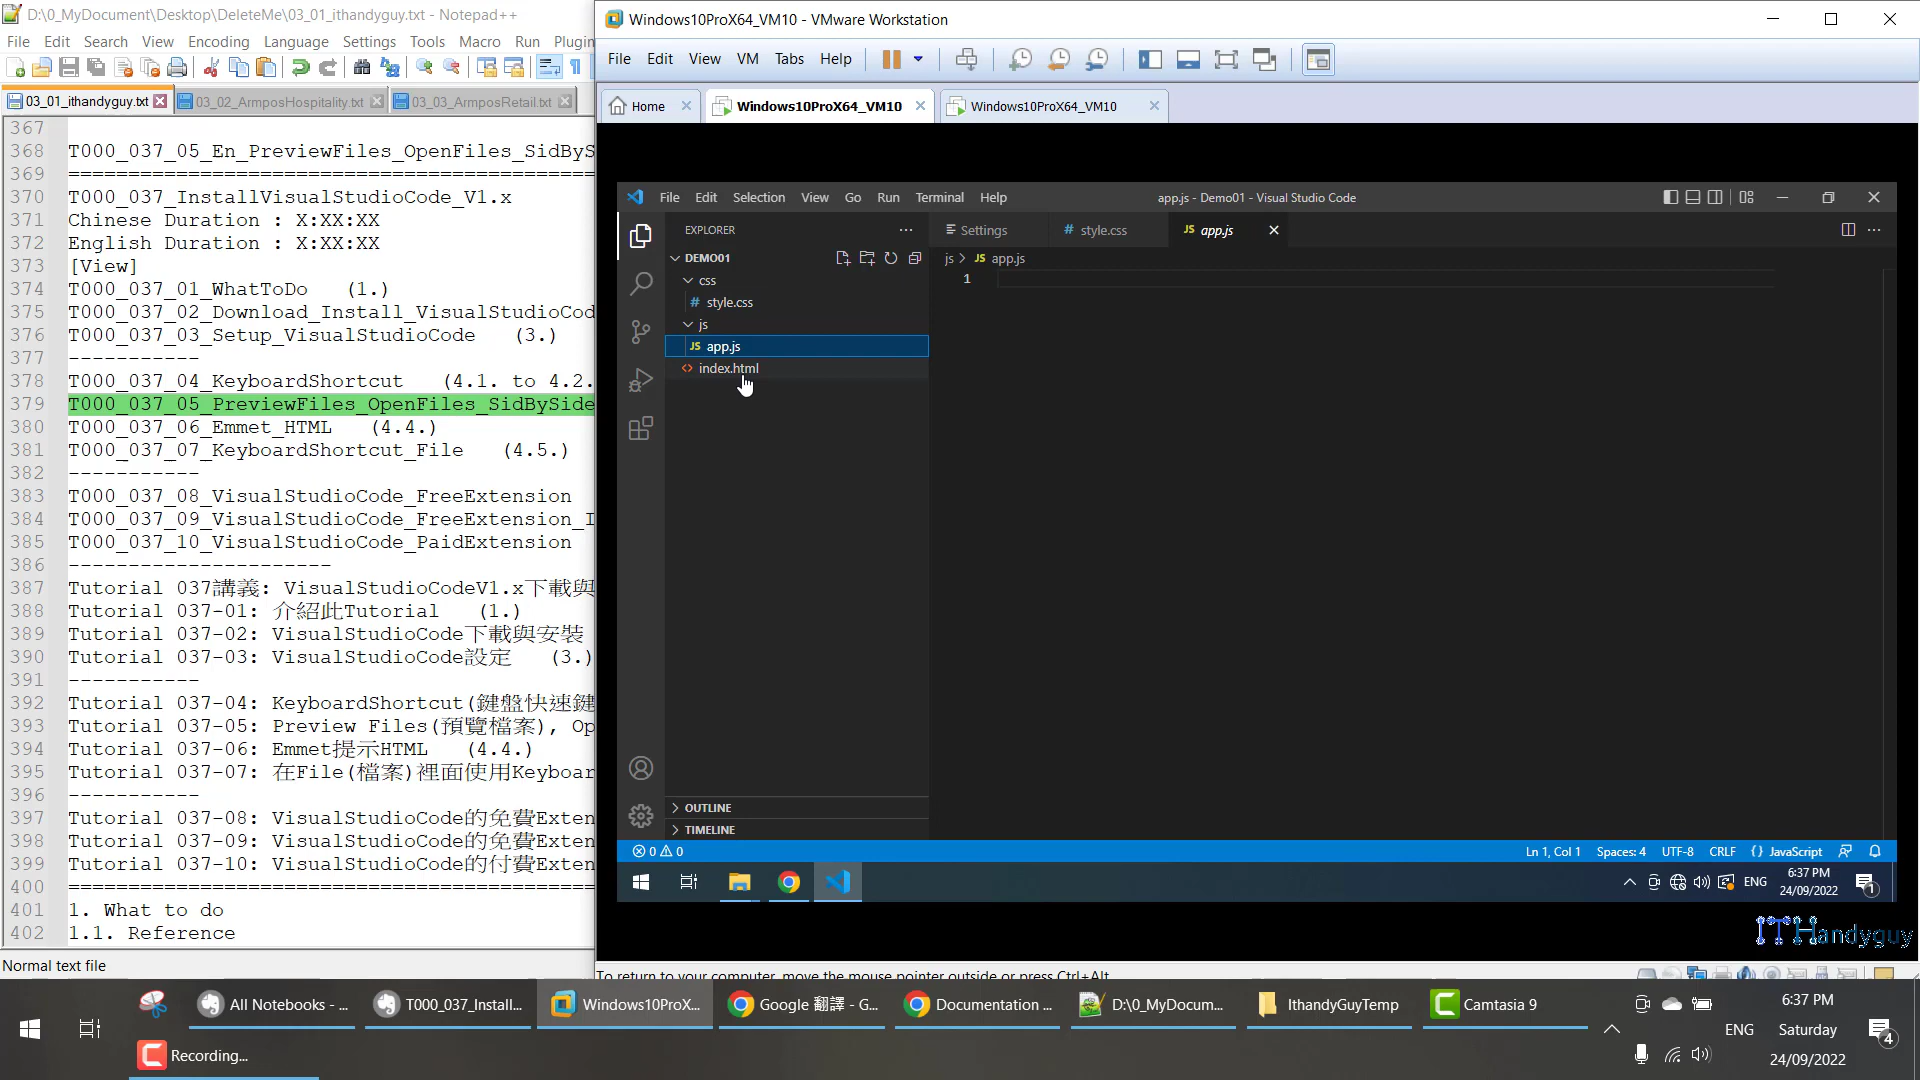 D:\0_MyDocument\Desktop\DeleteMe\03_01_ithandyguy.txt - Notepad++
File Edit Search View Encoding Language Settings Tools Macro Run Plugin
03_01_ithandyguy.txt 03_02_ArmposHospitality.txt 03_03_ArmposRetail.txt
367
368 T000_037_05_En_PreviewFiles_OpenFiles_SidByS
369 ============================================
370 T000_037_InstallVisualStudioCode_V1.x
371 Chinese Duration : X:XX:XX
372 English Duration : X:XX:XX
373 [View]
374 T000_037_01_WhatToDo (1.)
375 T000_037_02_Download_Install_VisualStudioCod
376 T000_037_03_Setup_VisualStudioCode (3.)
377 -----------
378 T000_037_04_KeyboardShortcut (4.1. to 4.2.
379 T000_037_05_PreviewFiles_OpenFiles_SidBySide
380 T000_037_06_Emmet_HTML (4.4.)
381 T000_037_07_KeyboardShortcut_File (4.5.)
382 -----------
383 T000_037_08_VisualStudioCode_FreeExtension
384 T000_037_09_VisualStudioCode_FreeExtension_I
385 T000_037_10_VisualStudioCode_PaidExtension
386 ----------------------
387 Tutorial 037講義: VisualStudioCodeV1.x下載與
388 Tutorial 037-01: 介紹此Tutorial (1.)
389 Tutorial 037-02: VisualStudioCode下載與安裝
390 Tutorial 037-03: VisualStudioCode設定 (3.)
391 -----------
392 Tutorial 037-04: KeyboardShortcut(鍵盤快速鍵
393 Tutorial 037-05: Preview Files(預覽檔案), Op
394 Tutorial 037-06: Emmet提示HTML (4.4.)
395 Tutorial 037-07: 在File(檔案)裡面使用Keyboar
396 -----------
397 Tutorial 037-08: VisualStudioCode的免費Exten
398 Tutorial 037-09: VisualStudioCode的免費Exten
399 Tutorial 037-10: VisualStudioCode的付費Exten
400 ============================================
401 1. What to do
402 1.1. Reference
Normal text file
Windows10ProX64_VM10 - VMware Workstation
File Edit View VM Tabs Help
Home Windows10ProX64_VM10 Windows10ProX64_VM10
File Edit Selection View Go Run Terminal Help app.js - Demo01 - Visual Studio Code
EXPLORER
Settings # style.css JS app.js
DEMO01
js > JS app.js
css
1
# style.css
js
JS app.js
<> index.html
OUTLINE
TIMELINE
0 0 Ln 1, Col 1 Spaces: 4 UTF-8 CRLF {} JavaScript
ENG 6:37 PM
24/09/2022
1
ITHandyguy
To return to your computer, move the mouse pointer outside or press Ctrl+Alt.
All Notebooks - ... T000_037_Install... Windows10ProX... Google 翻譯 - G... Documentation ... D:\0_MyDocum... IthandyGuyTemp Camtasia 9
Recording...
ENG
6:37 PM
Saturday
24/09/2022
4